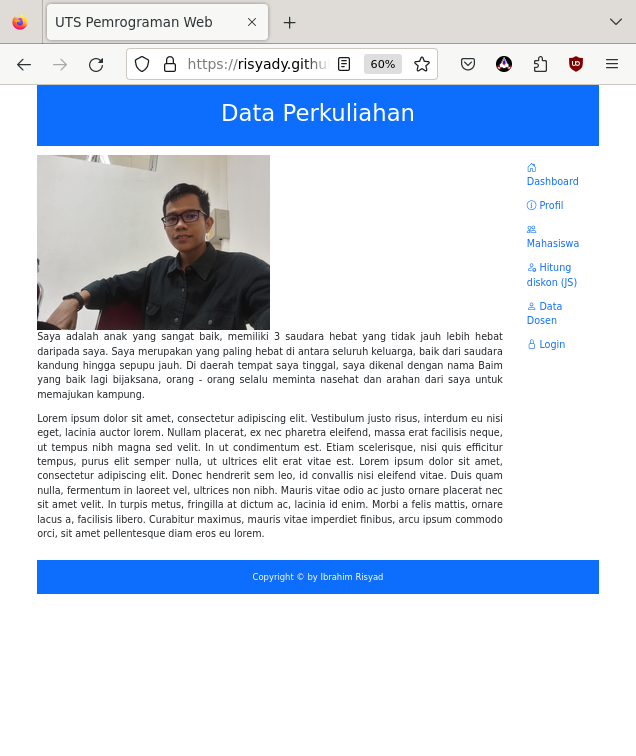 UTS Pemrograman Web
https://risyady.githu
60%
Data Perkuliahan
Dashboard
Profil
Mahasiswa
Hitung
diskon (JS)
Data
Dosen
Login
Saya adalah anak yang sangat baik, memiliki 3 saudara hebat yang tidak jauh lebih hebat
daripada saya. Saya merupakan yang paling hebat di antara seluruh keluarga, baik dari saudara
kandung hingga sepupu jauh. Di daerah tempat saya tinggal, saya dikenal dengan nama Baim
yang baik lagi bijaksana, orang - orang selalu meminta nasehat dan arahan dari saya untuk
memajukan kampung.
Lorem ipsum dolor sit amet, consectetur adipiscing elit. Vestibulum justo risus, interdum eu nisi
eget, lacinia auctor lorem. Nullam placerat, ex nec pharetra eleifend, massa erat facilisis neque,
ut tempus nibh magna sed velit. In ut condimentum est. Etiam scelerisque, nisi quis efficitur
tempus, purus elit semper nulla, ut ultrices elit erat vitae est. Lorem ipsum dolor sit amet,
consectetur adipiscing elit. Donec hendrerit sem leo, id convallis nisi eleifend vitae. Duis quam
nulla, fermentum in laoreet vel, ultrices non nibh. Mauris vitae odio ac justo ornare placerat nec
sit amet velit. In turpis metus, fringilla at dictum ac, lacinia id enim. Morbi a felis mattis, ornare
lacus a, facilisis libero. Curabitur maximus, mauris vitae imperdiet finibus, arcu ipsum commodo
orci, sit amet pellentesque diam eros eu lorem.
Copyright © by Ibrahim Risyad